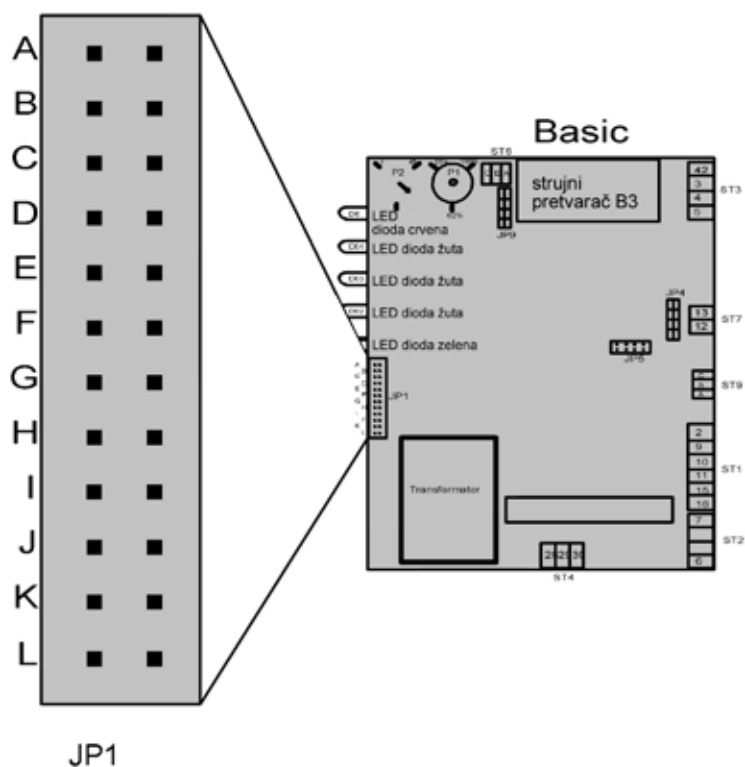 A
B
C
D
E
F
G
H
I
J
K
L
JP1
Basic
ST6
P2
P1
JP9
strujni
pretvarač B3
42
3
4
5
ST3
LED
dioda crvena
LED dioda žuta
LED dioda žuta
LED dioda žuta
LED dioda zelena
JP4
13
12
ST7
JP5
ST9
JP1
Transformator
2
9
10
11
15
16
ST1
7
6
ST2
ST4